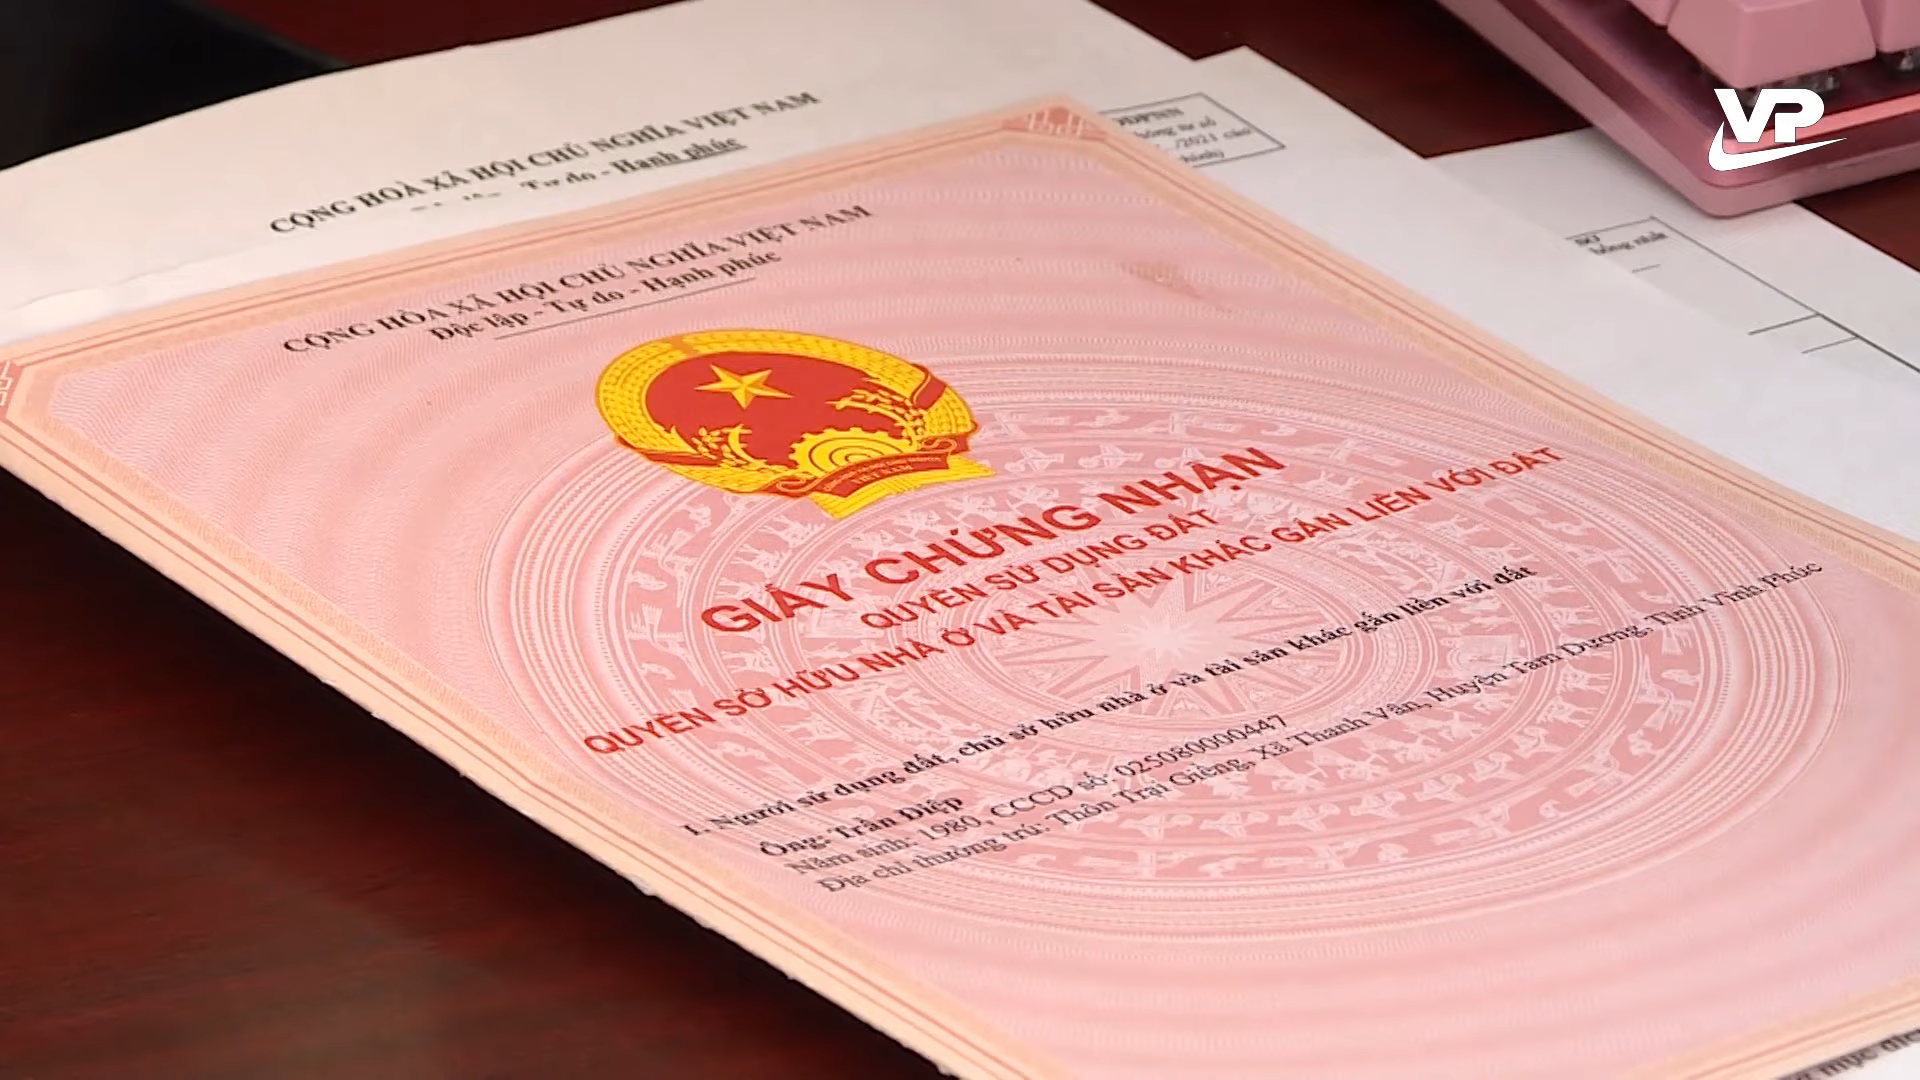 VP
CỘNG HOÀ XÃ HỘI CHỦ NGHĨA VIỆT NAM
Tự do - Hạnh phúc
/2021
CỘNG HÒA XÃ HỘI CHỦ NGHĨA VIỆT NAM
Độc lập - Tự do - Hạnh phúc
VIỆT NAM
GIẤY CHỨNG NHẬN
QUYỀN SỬ DỤNG ĐẤT
QUYỀN SỞ HỮU NHÀ Ở VÀ TÀI SẢN KHÁC GẮN LIỀN VỚI ĐẤT
I. Người sử dụng đất, chủ sở hữu nhà ở và tài sản khác gắn liền với đất
Ông: Trần Diệp
Năm sinh: 1980, CCCD số: 025080000447
Địa chỉ thường trú: Thôn Trại Giềng, Xã Thanh Vân, Huyện Tam Dương, Tỉnh Vĩnh Phúc